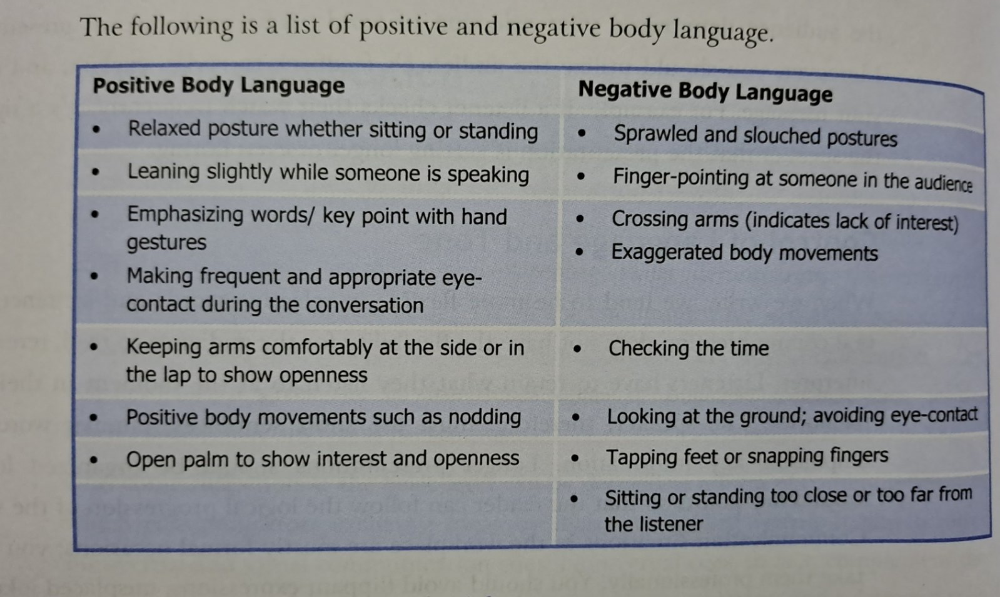 The following is a list of positive and negative body language.
Positive Body Language
Negative Body Language
• Relaxed posture whether sitting or standing
• Sprawled and slouched postures
• Leaning slightly while someone is speaking
• Finger-pointing at someone in the audience
• Emphasizing words/ key point with hand
gestures
• Making frequent and appropriate eye-
contact during the conversation
• Crossing arms (indicates lack of interest)
• Exaggerated body movements
• Keeping arms comfortably at the side or in
the lap to show openness
• Checking the time
• Positive body movements such as nodding
• Looking at the ground; avoiding eye-contact
• Open palm to show interest and openness
• Tapping feet or snapping fingers
• Sitting or standing too close or too far from
the listener